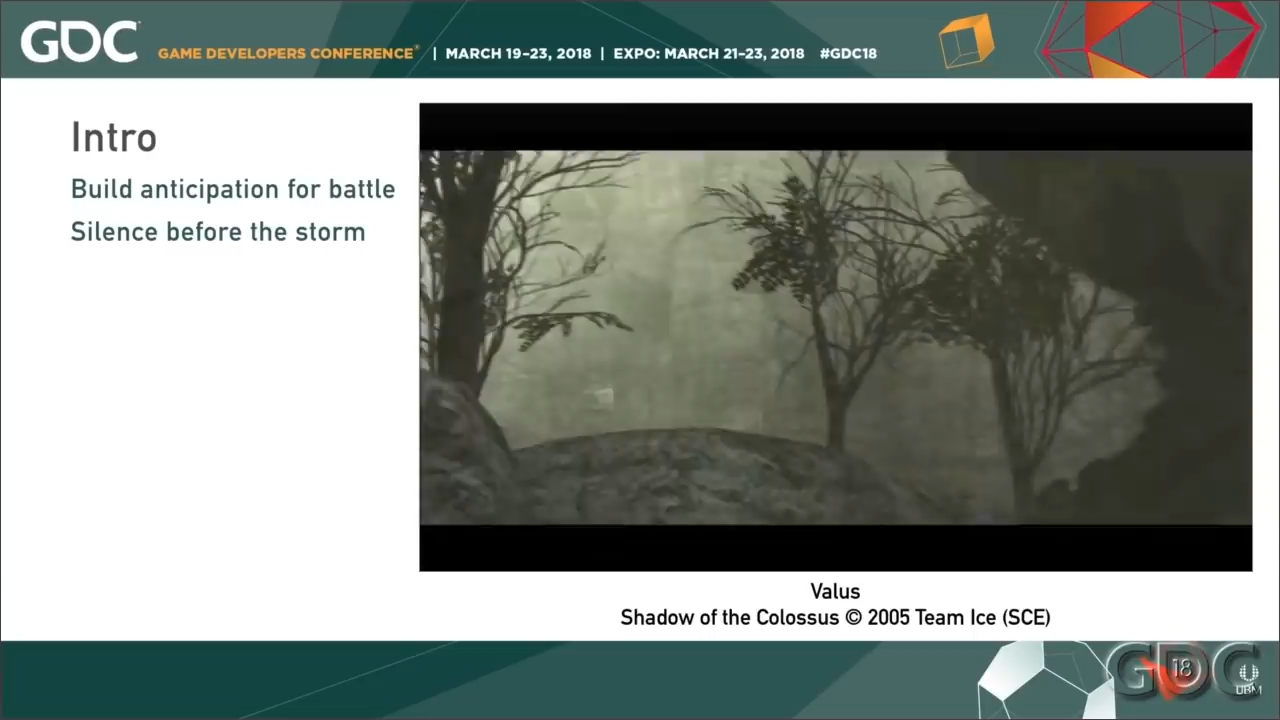 GDC
GAME DEVELOPERS CONFERENCE® | MARCH 19–23, 2018 | EXPO: MARCH 21–23, 2018 #GDC18
Intro
Build anticipation for battle
Silence before the storm
Valus
Shadow of the Colossus © 2005 Team Ice (SCE)
GDC 18
UBM